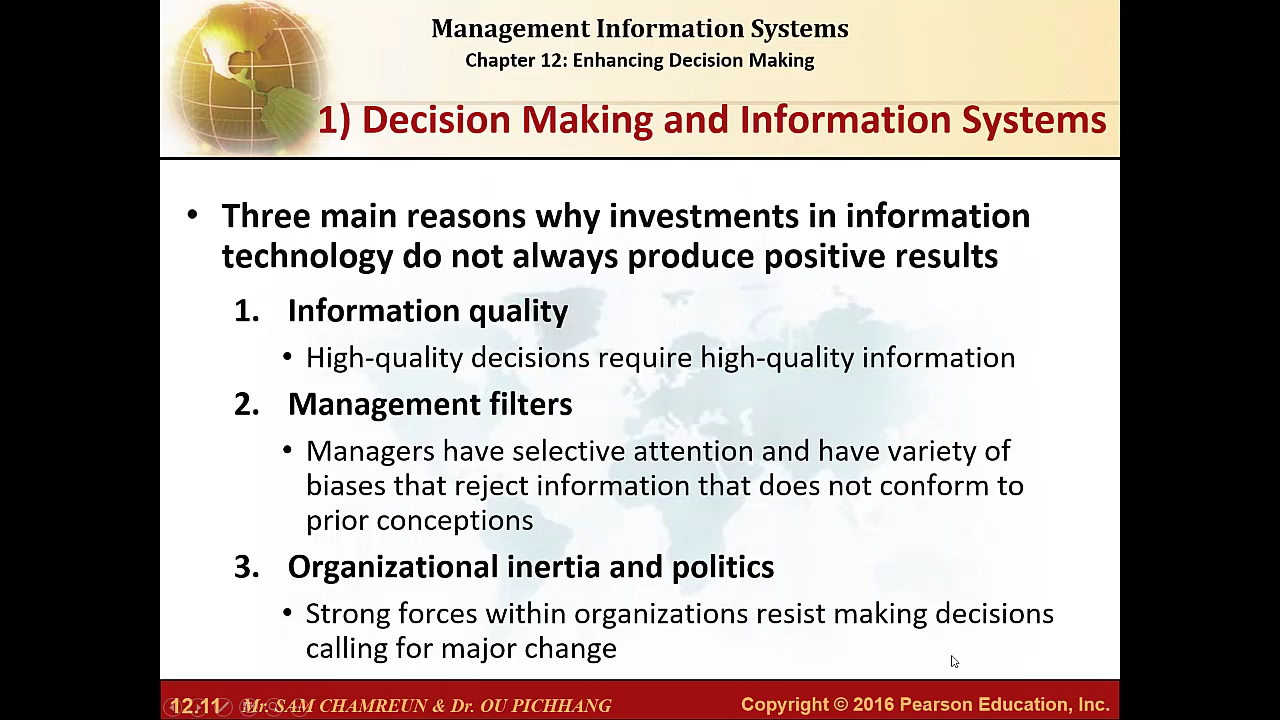 Management Information Systems
Chapter 12: Enhancing Decision Making
1) Decision Making and Information Systems
• Three main reasons why investments in information
technology do not always produce positive results
1. Information quality
• High-quality decisions require high-quality information
2. Management filters
• Managers have selective attention and have variety of
biases that reject information that does not conform to
prior conceptions
3. Organizational inertia and politics
• Strong forces within organizations resist making decisions
calling for major change
12.11 Mr. SAM CHAMREUN & Dr. OU PICHHANG Copyright © 2016 Pearson Education, Inc.